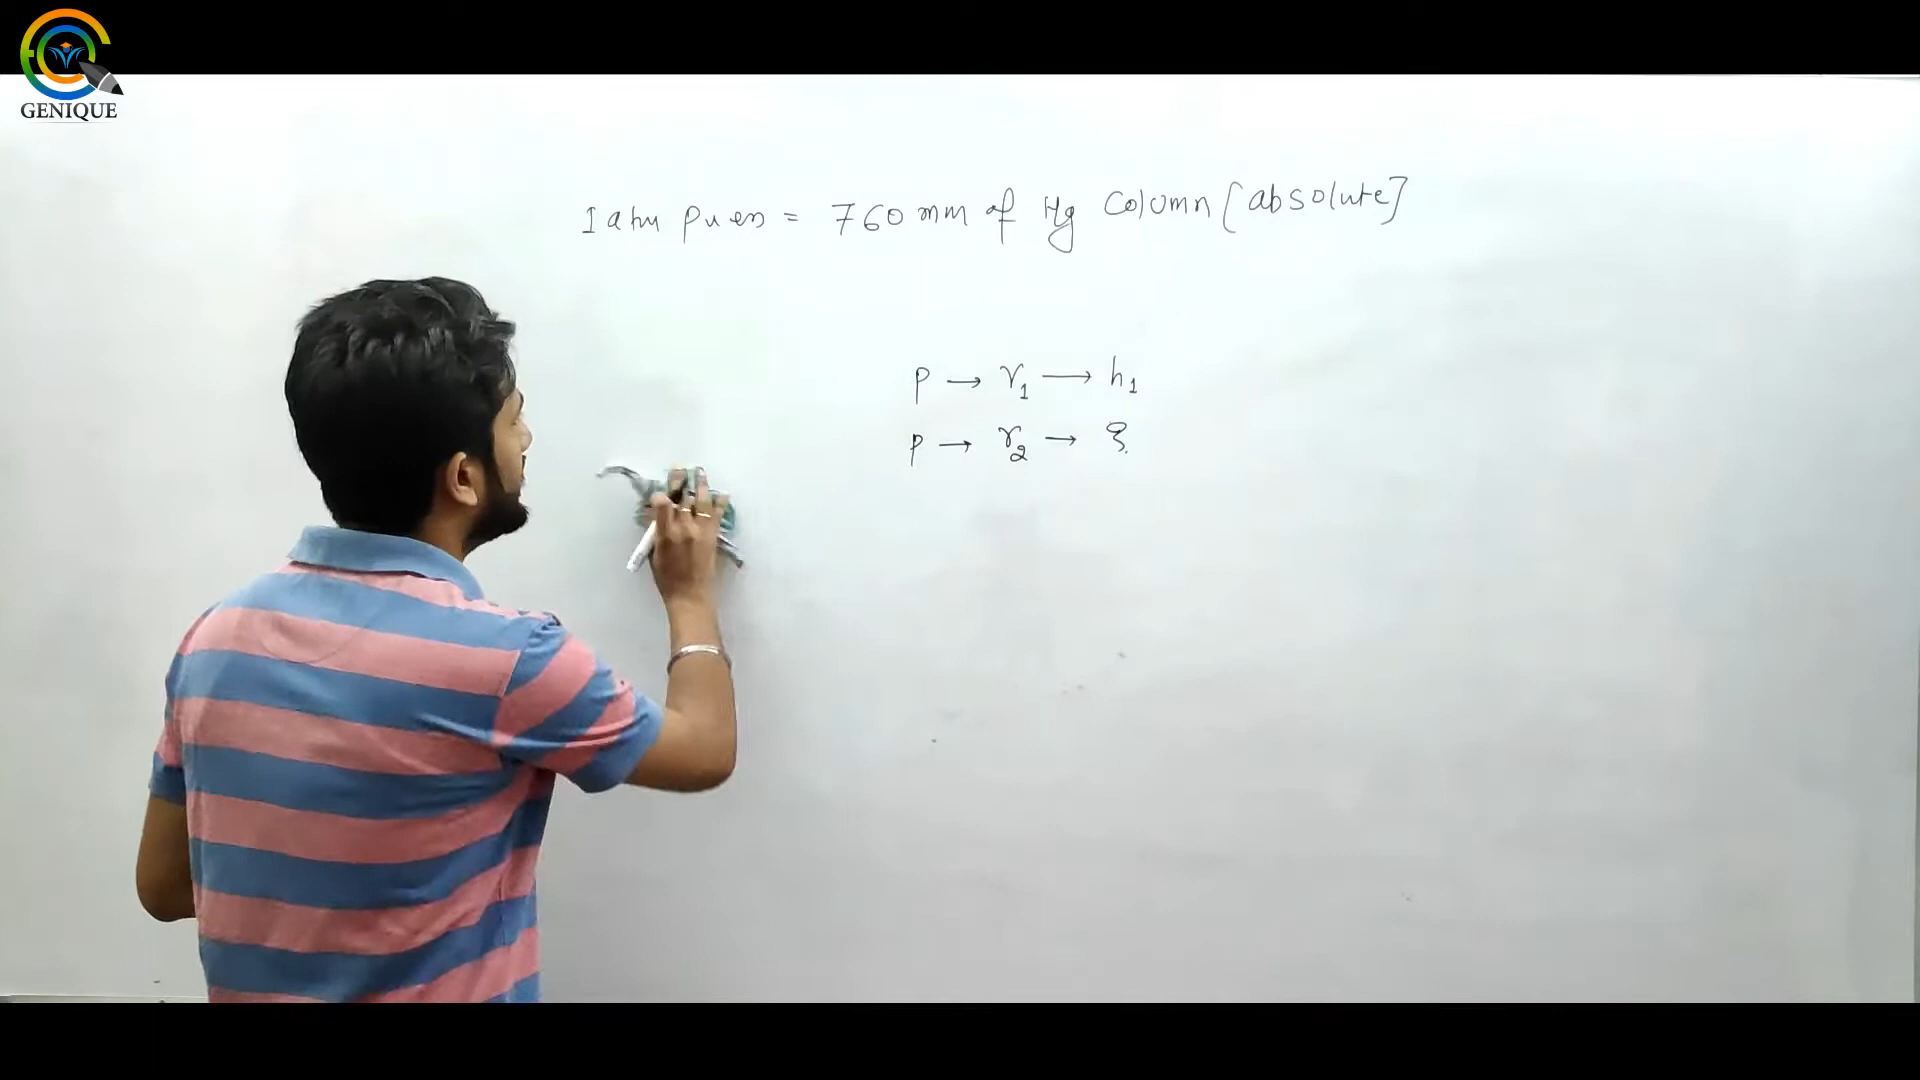 GENIQUE
1 atm press = 760 mm of Hg Column [absolute]
P → γ1 → h1
P → γ2 → ?